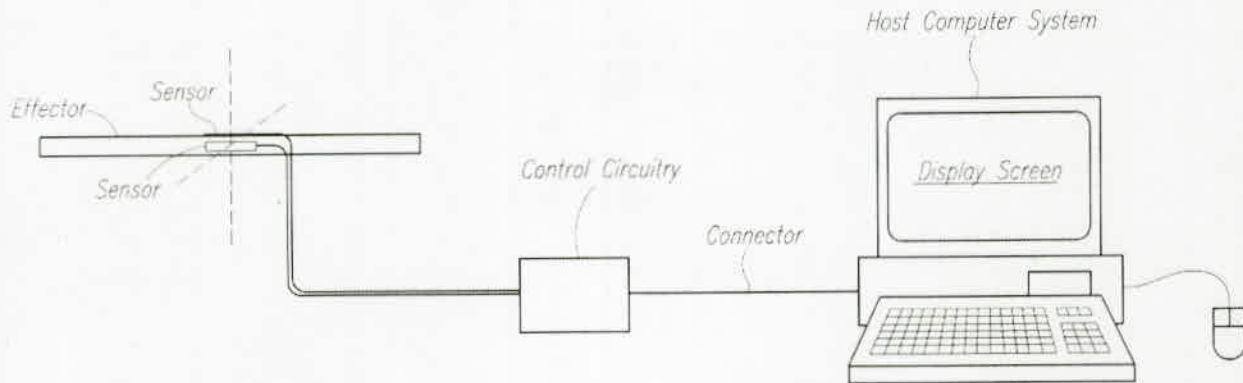 Host Computer System
Sensor
Effector
Sensor
Control Circuitry
Display Screen
Connector